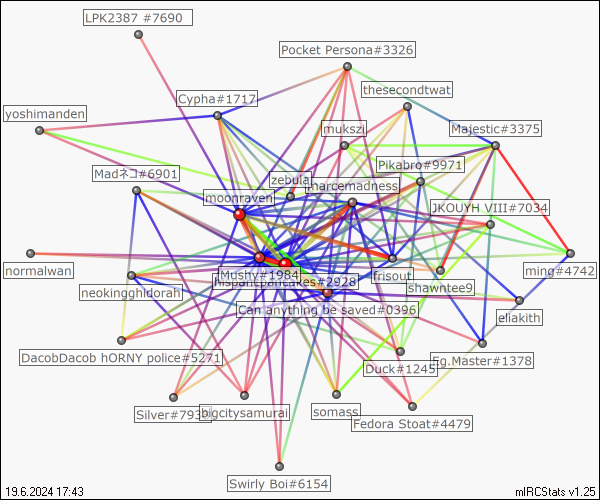 LPK2387 #7690
Pocket Persona#3326
thesecondtwat
Cypha#1717
yoshimanden
mukszi
Majestic#3375
Pikabro#9971
Madネコ#6901
zebula
harcemadness
moonraven
JKOUYH VIII#7034
normalwan
Mushy#1984
frisout
ming#4742
hispanicpancakes#2928
shawntee9
neokingghidorah
eliakith
Can anything be saved#0396
DacobDacob hORNY police#5271
Duck#1245
Fg.Master#1378
Silver#793
bigcitysamurai
somass
Fedora Stoat#4479
Swirly Boi#6154
19.6.2024 17:43
mIRCStats v1.25